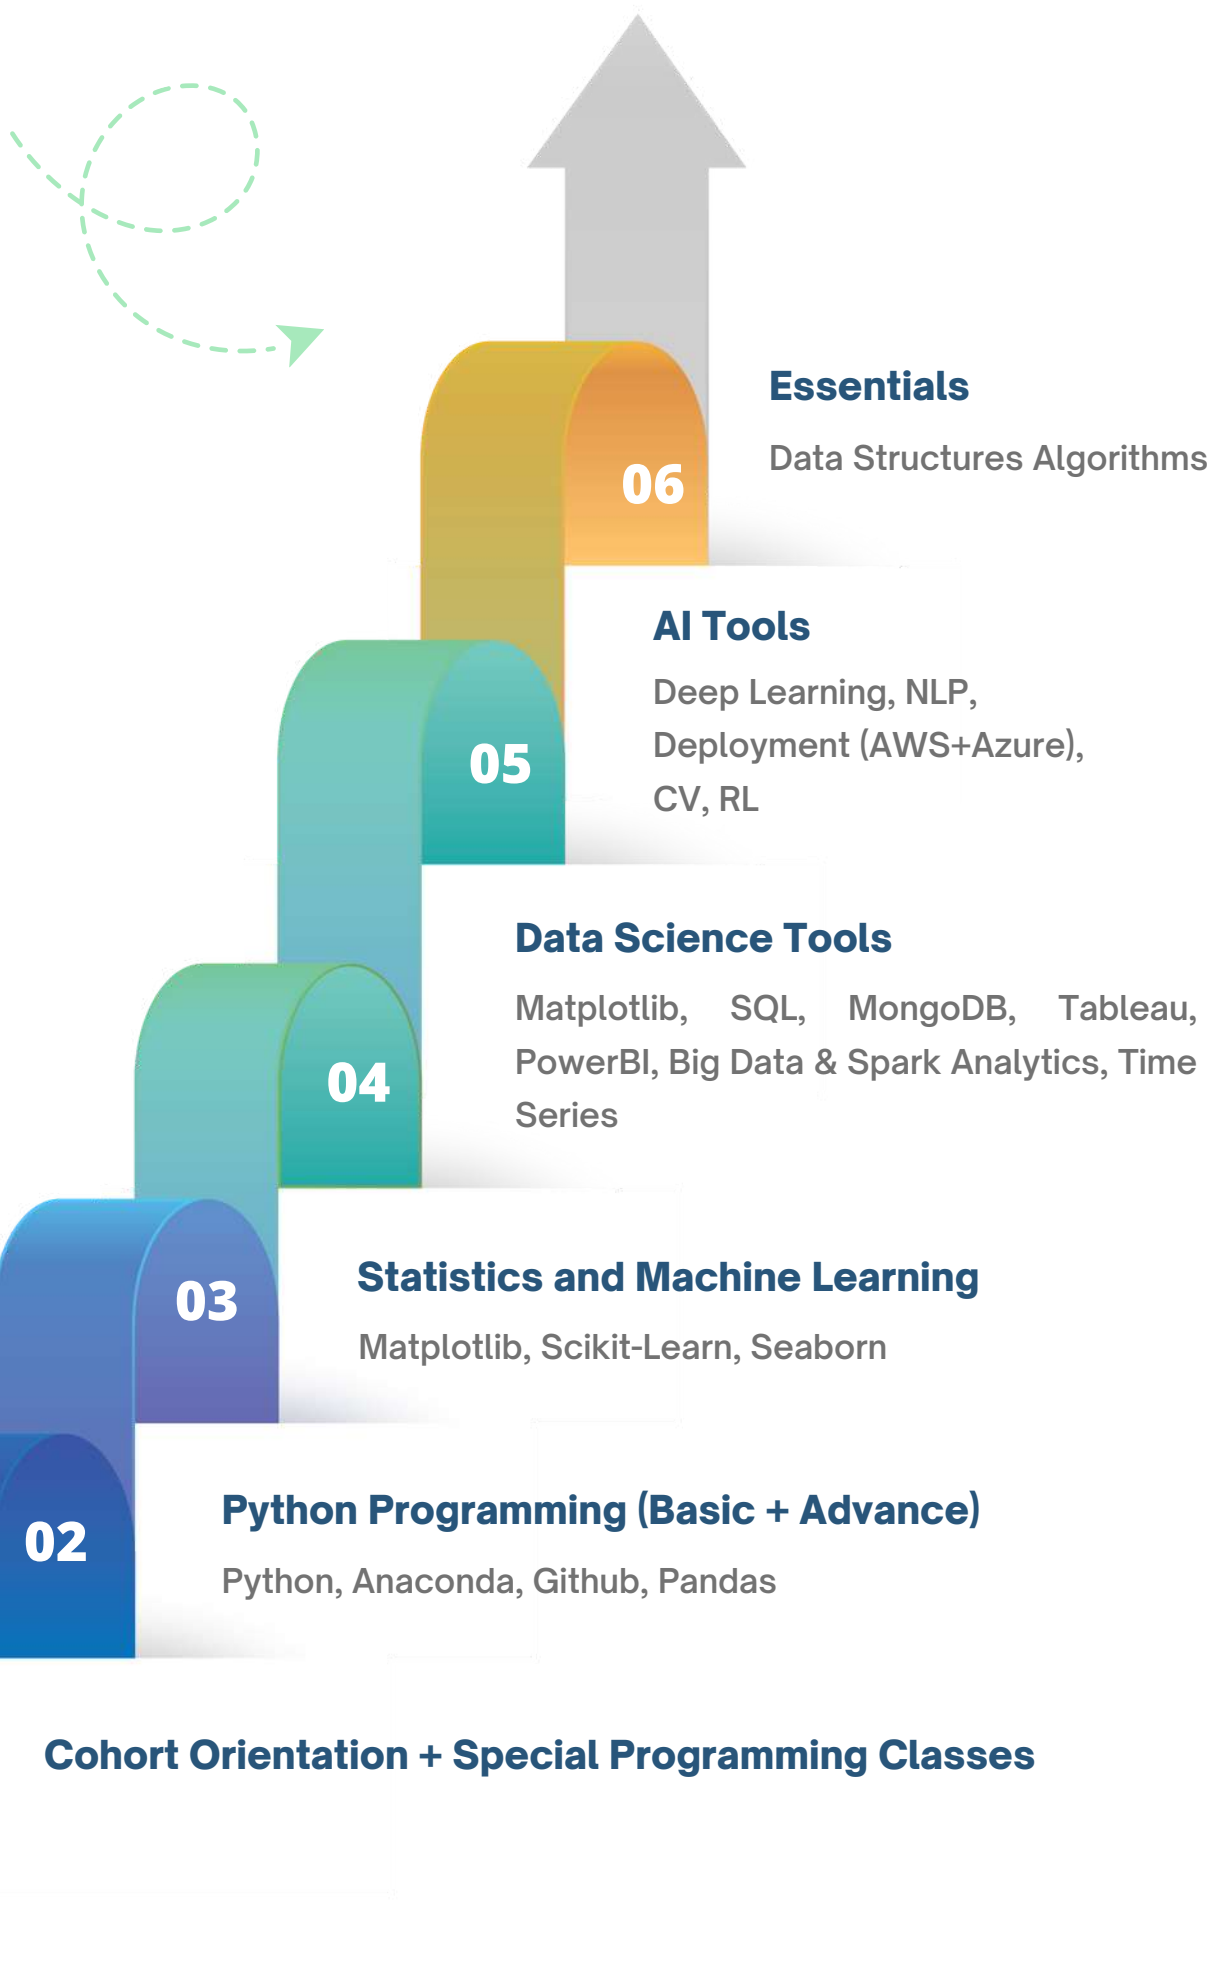 Essentials
06
Data Structures Algorithms
AI Tools
Deep Learning, NLP,
05
Deployment (AWS+Azure),
CV, RL
Data Science Tools
Matplotlib, SQL, MongoDB, Tableau,
04
PowerBI, Big Data & Spark Analytics, Time
Series
Statistics and Machine Learning
03
Matplotlib, Scikit-Learn, Seaborn
Python Programming (Basic + Advance)
02
Python, Anaconda, Github, Pandas
Cohort Orientation + Special Programming Classes